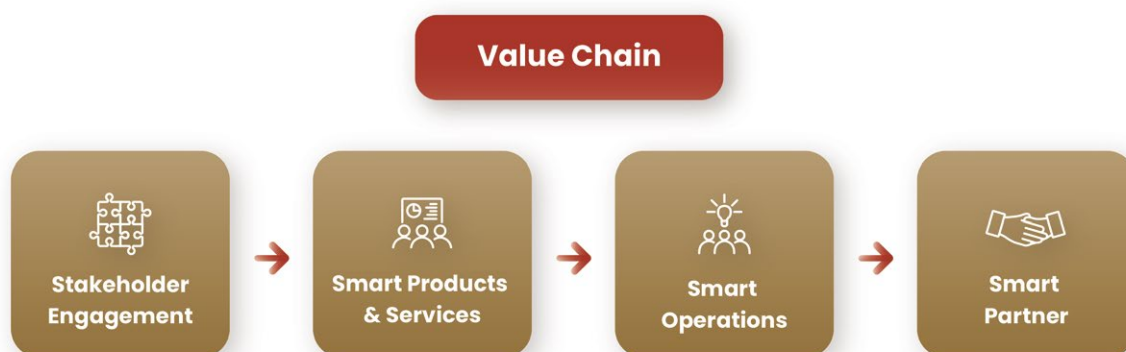 Value Chain
Stakeholder
Engagement
Smart Products
& Services
Smart
Operations
Smart
Partner